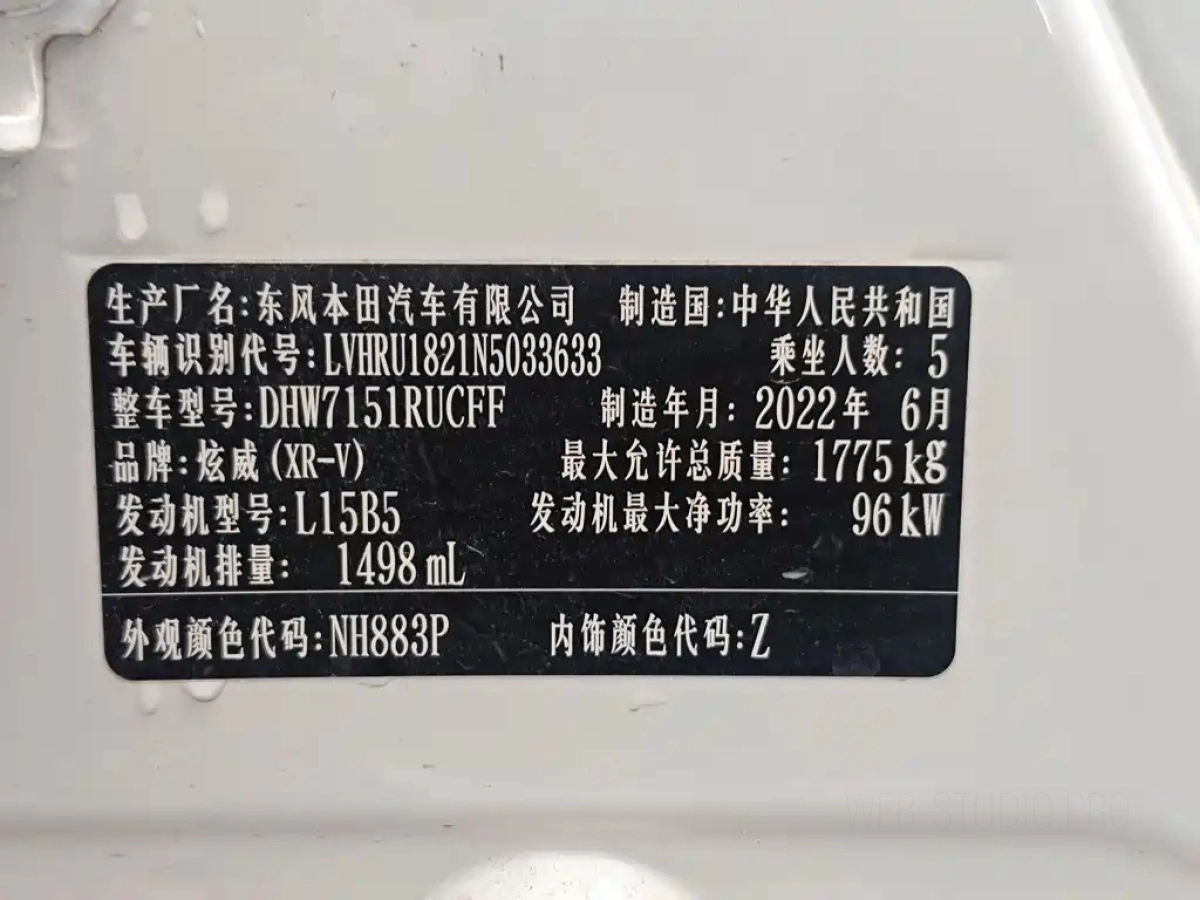 生产厂名:东风本田汽车有限公司 制造国:中华人民共和国
车辆识别代号:LVHRU1821N5033633 乘坐人数: 5
整车型号:DHW7151RUCFF 制造年月: 2022年 6月
品牌:炫威(XR-V) 最大允许总质量: 1775kg
发动机型号:L15B5 发动机最大净功率: 96kW
发动机排量: 1498mL
外观颜色代码:NH883P 内饰颜色代码:Z
WEB-STUDIO.PRO